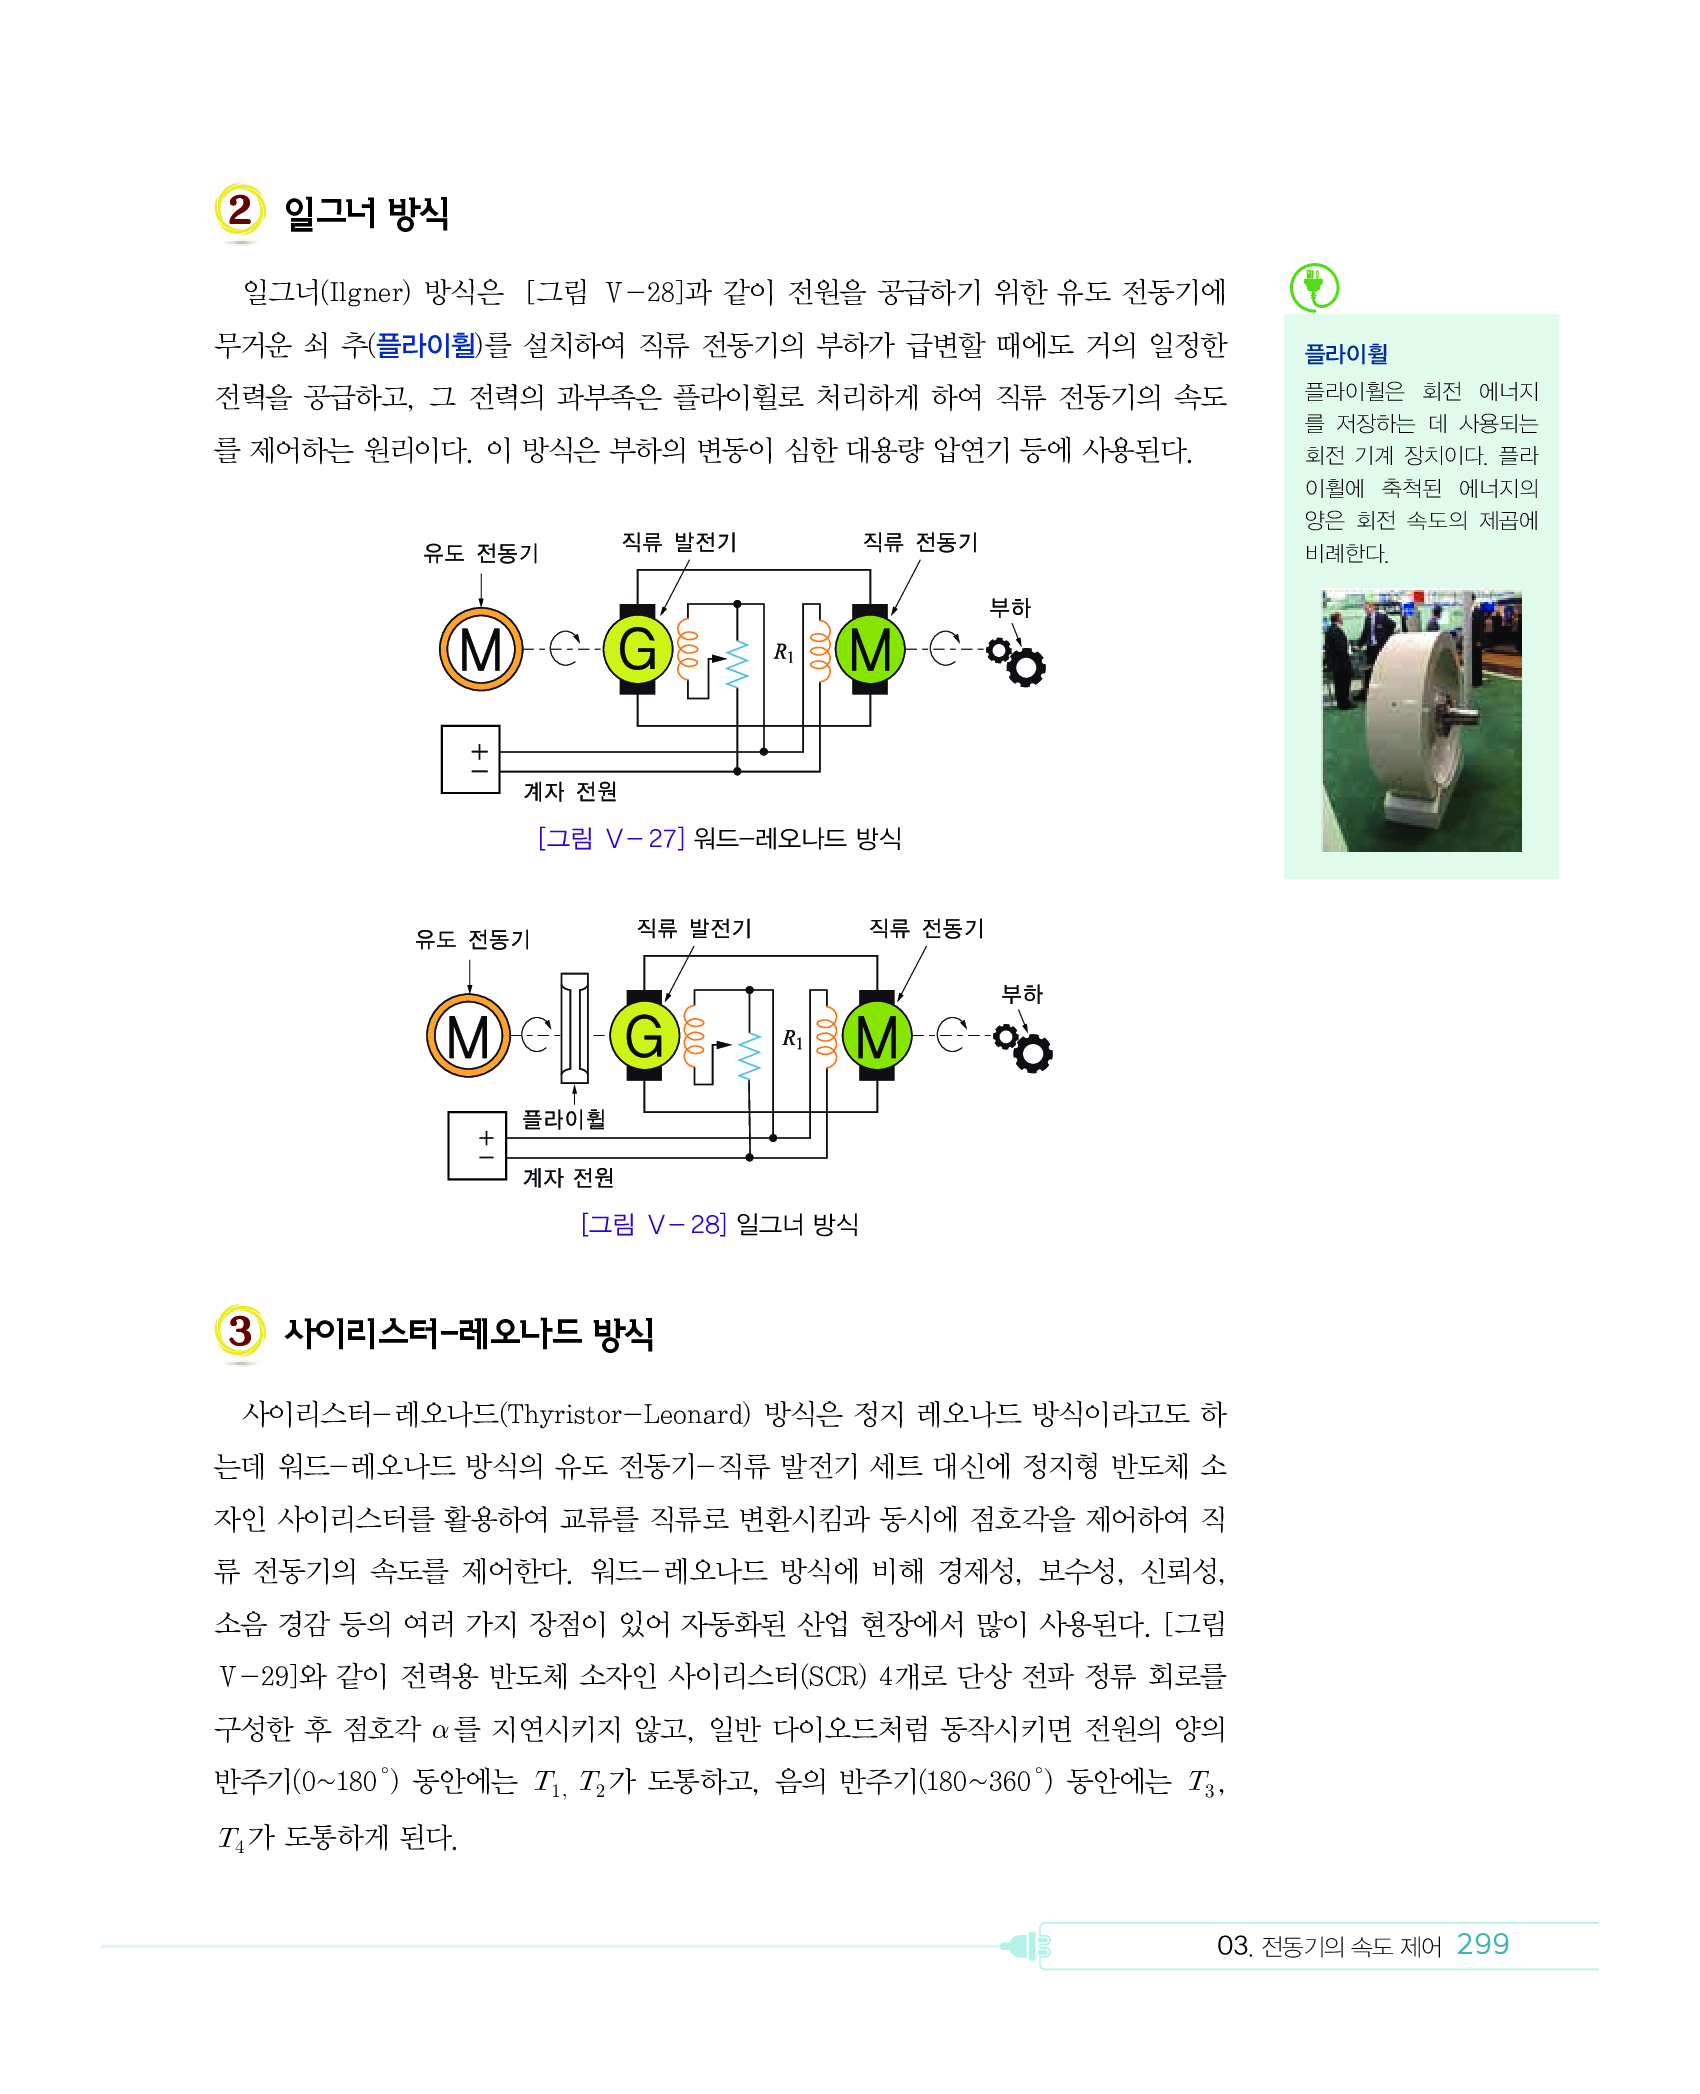 2 일그너 방식
일그너(Ilgner) 방식은 [그림 Ⅴ-28]과 같이 전원을 공급하기 위한 유도 전동기에
무거운 쇠 추(플라이휠)를 설치하여 직류 전동기의 부하가 급변할 때에도 거의 일정한
전력을 공급하고, 그 전력의 과부족은 플라이휠로 처리하게 하여 직류 전동기의 속도
를 제어하는 원리이다. 이 방식은 부하의 변동이 심한 대용량 압연기 등에 사용된다.
플라이휠
플라이휠은 회전 에너지
를 저장하는 데 사용되는
회전 기계 장치이다. 플라
이휠에 축척된 에너지의
양은 회전 속도의 제곱에
비례한다.
유도 전동기
직류 발전기
직류 전동기
부하
M
G
R₁
M
+
−
계자 전원
[그림 Ⅴ-27] 워드-레오나드 방식
유도 전동기
직류 발전기
직류 전동기
부하
M
G
R₁
M
플라이휠
+
−
계자 전원
[그림 Ⅴ-28] 일그너 방식
3 사이리스터-레오나드 방식
사이리스터-레오나드(Thyristor-Leonard) 방식은 정지 레오나드 방식이라고도 하
는데 워드-레오나드 방식의 유도 전동기-직류 발전기 세트 대신에 정지형 반도체 소
자인 사이리스터를 활용하여 교류를 직류로 변환시킴과 동시에 점호각을 제어하여 직
류 전동기의 속도를 제어한다. 워드-레오나드 방식에 비해 경제성, 보수성, 신뢰성,
소음 경감 등의 여러 가지 장점이 있어 자동화된 산업 현장에서 많이 사용된다. [그림
Ⅴ-29]와 같이 전력용 반도체 소자인 사이리스터(SCR) 4개로 단상 전파 정류 회로를
구성한 후 점호각 α를 지연시키지 않고, 일반 다이오드처럼 동작시키면 전원의 양의
반주기(0~180°) 동안에는 T₁, T₂가 도통하고, 음의 반주기(180~360°) 동안에는 T₃,
T₄가 도통하게 된다.
03. 전동기의 속도 제어 299